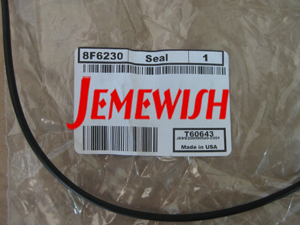 8F6230 Seal 1
JEMEWISH
T60643
Made in USA